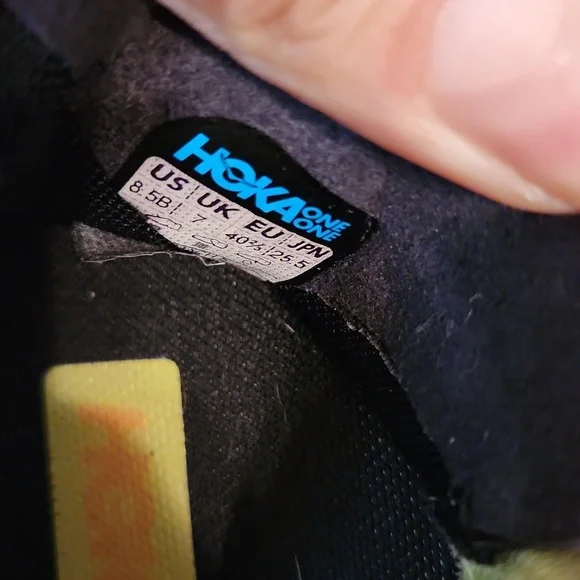 HOKA ONE ONE
US UK EU JPN
8.5B 7 40⅔ 25.5